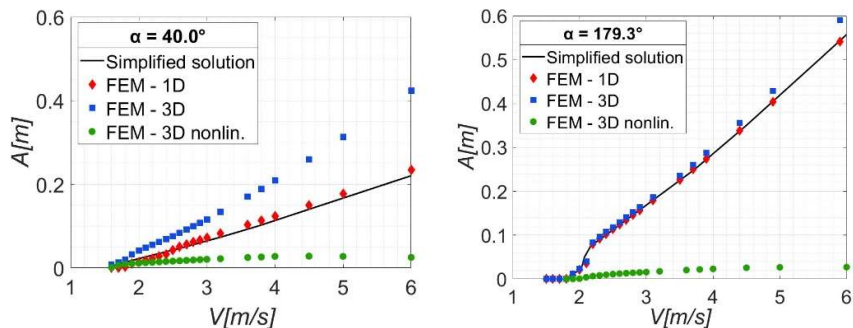 α = 40.0°
Simplified solution
FEM - 1D
FEM - 3D
FEM - 3D nonlin.
A[m]
0.6
0.4
0.2
0
1 2 3 4 5 6
V[m/s]
α = 179.3°
Simplified solution
FEM - 1D
FEM - 3D
FEM - 3D nonlin.
A[m]
0.6
0.5
0.4
0.3
0.2
0.1
0
1 2 3 4 5 6
V[m/s]